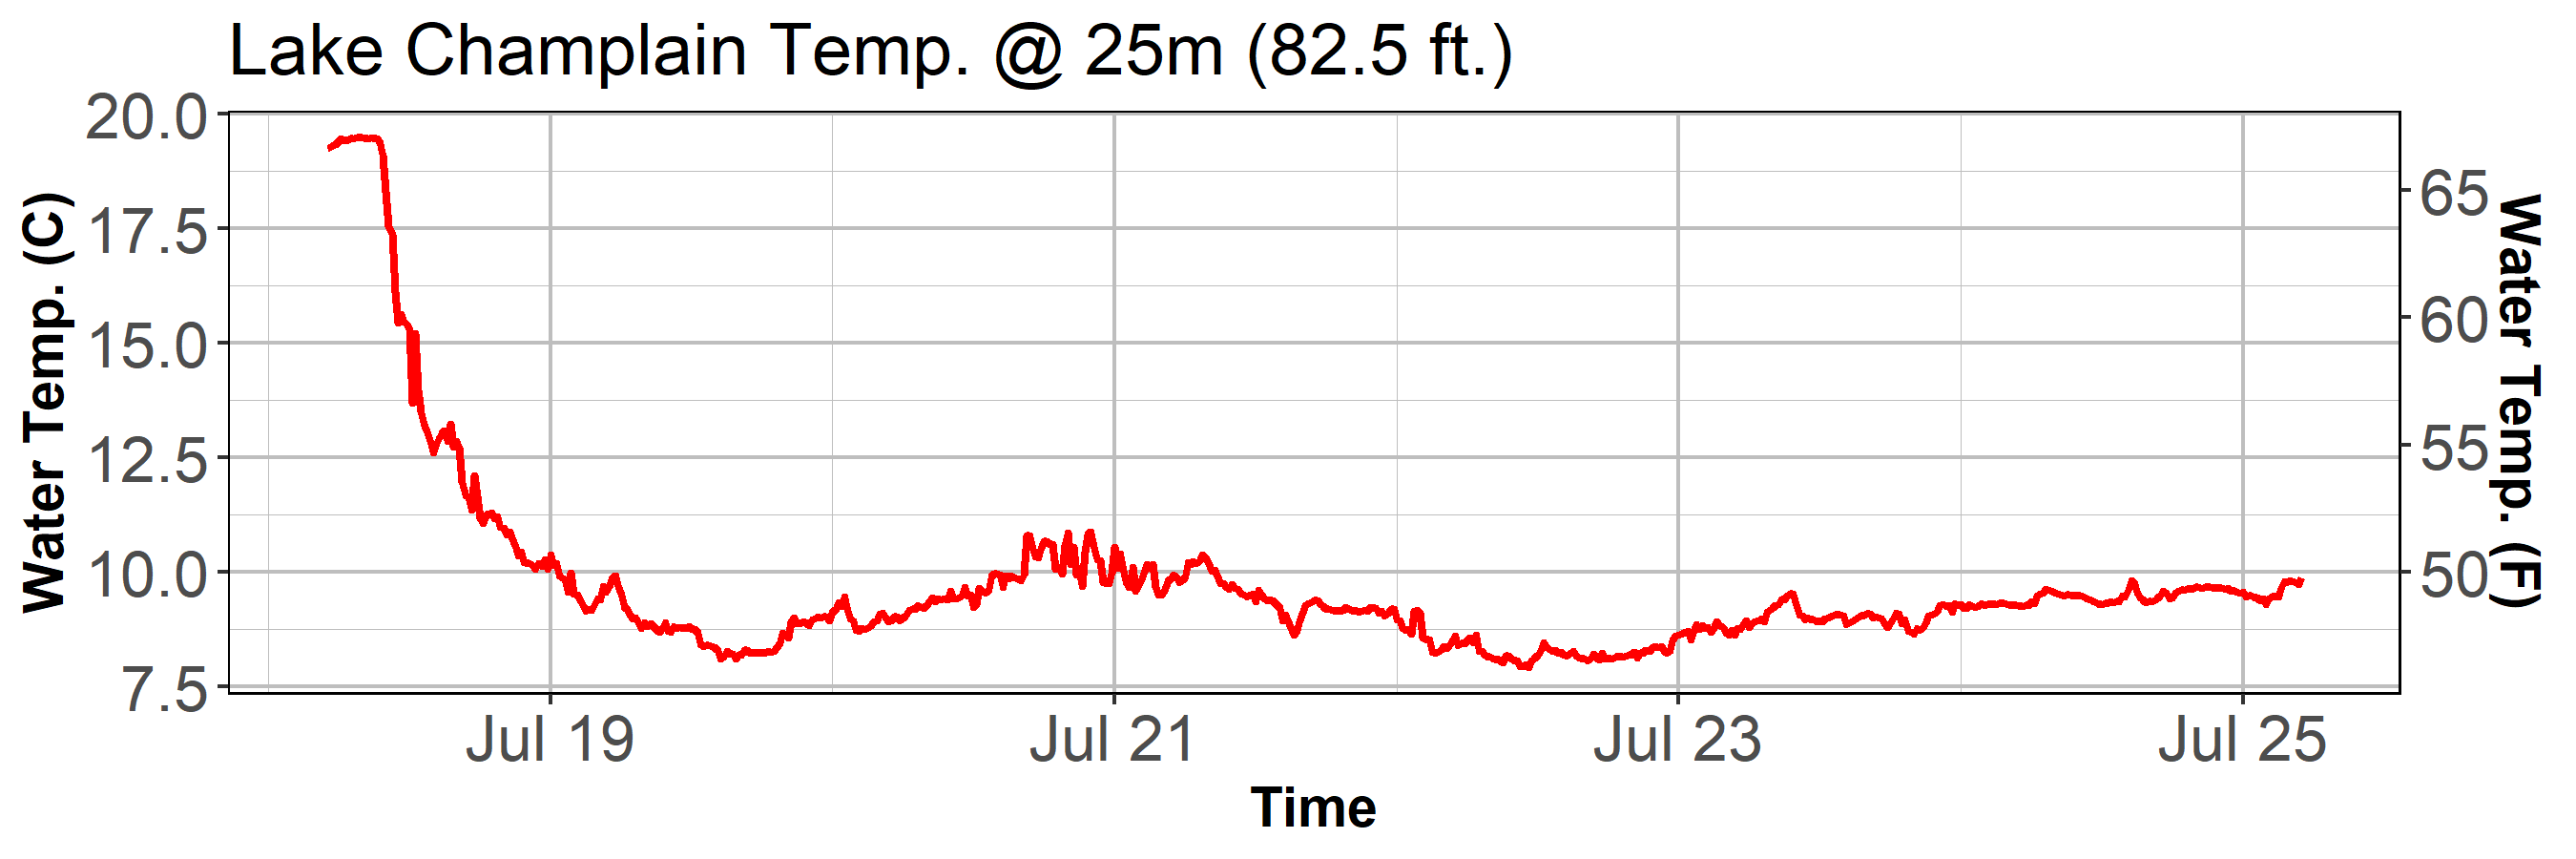 Lake Champlain Temp. @ 25m (82.5 ft.)
Water Temp. (C)
20.0
17.5
15.0
12.5
10.0
7.5
65
60
55
50
Water Temp. (F)
Jul 19
Jul 21
Jul 23
Jul 25
Time